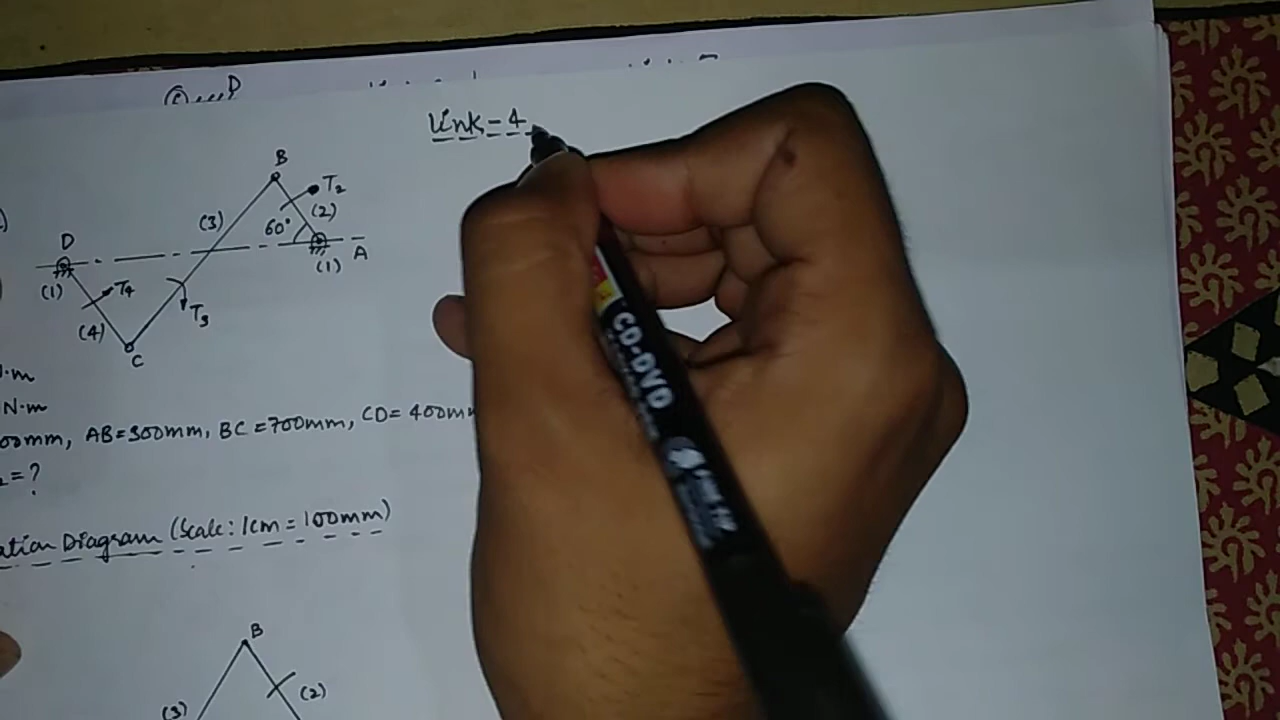 Link = 4
B
T2
(3)
(2)
60°
D
A
(1)
(1)
T4
T3
(4)
C
N·m
00mm, AB=300mm, BC=700mm, CD=400mm
=?
ation Diagram (Scale: 1cm = 100mm)
B
(2)
(3)
CD-DVD